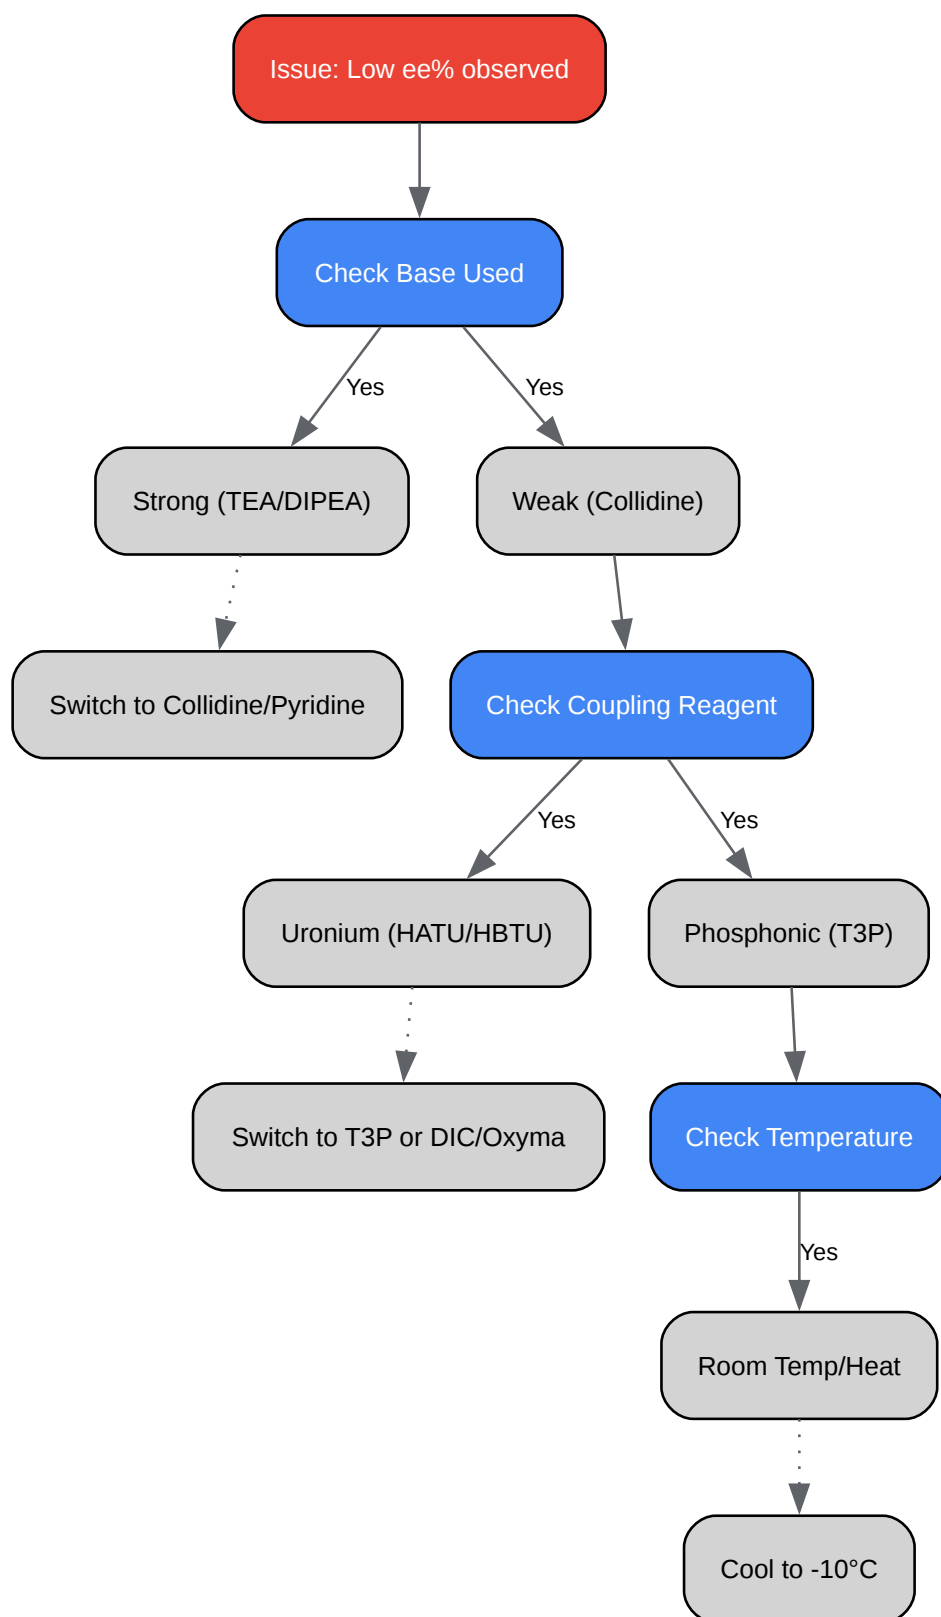 Issue: Low ee% observed
Check Base Used
Yes
Yes
Strong (TEA/DIPEA)
Weak (Collidine)
Switch to Collidine/Pyridine
Check Coupling Reagent
Yes
Yes
Uronium (HATU/HBTU)
Phosphonic (T3P)
Switch to T3P or DIC/Oxyma
Check Temperature
Yes
Room Temp/Heat
Cool to -10°C